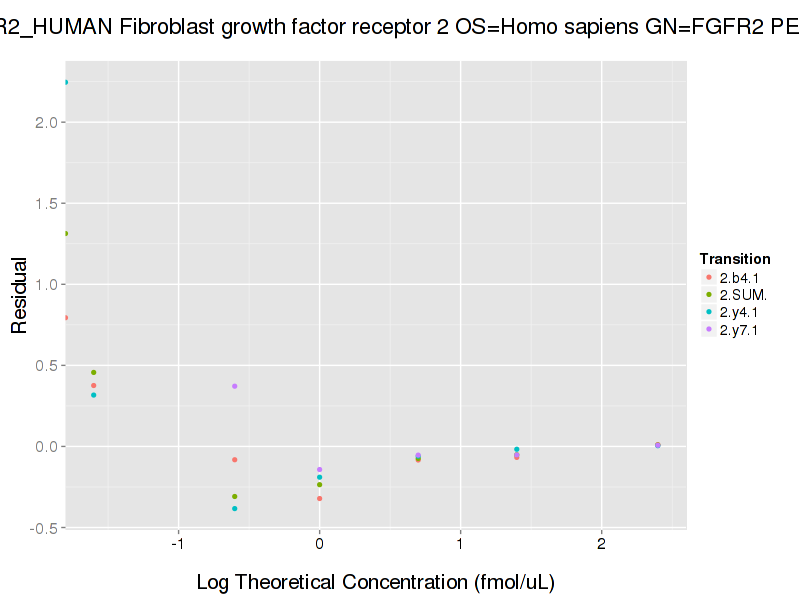 R2_HUMAN Fibroblast growth factor receptor 2 OS=Homo sapiens GN=FGFR2 PE
2.0
1.5
1.0
0.5
0.0
-0.5
Residual
-1 0 1 2
Log Theoretical Concentration (fmol/uL)
Transition
2.b4.1
2.SUM.
2.y4.1
2.y7.1